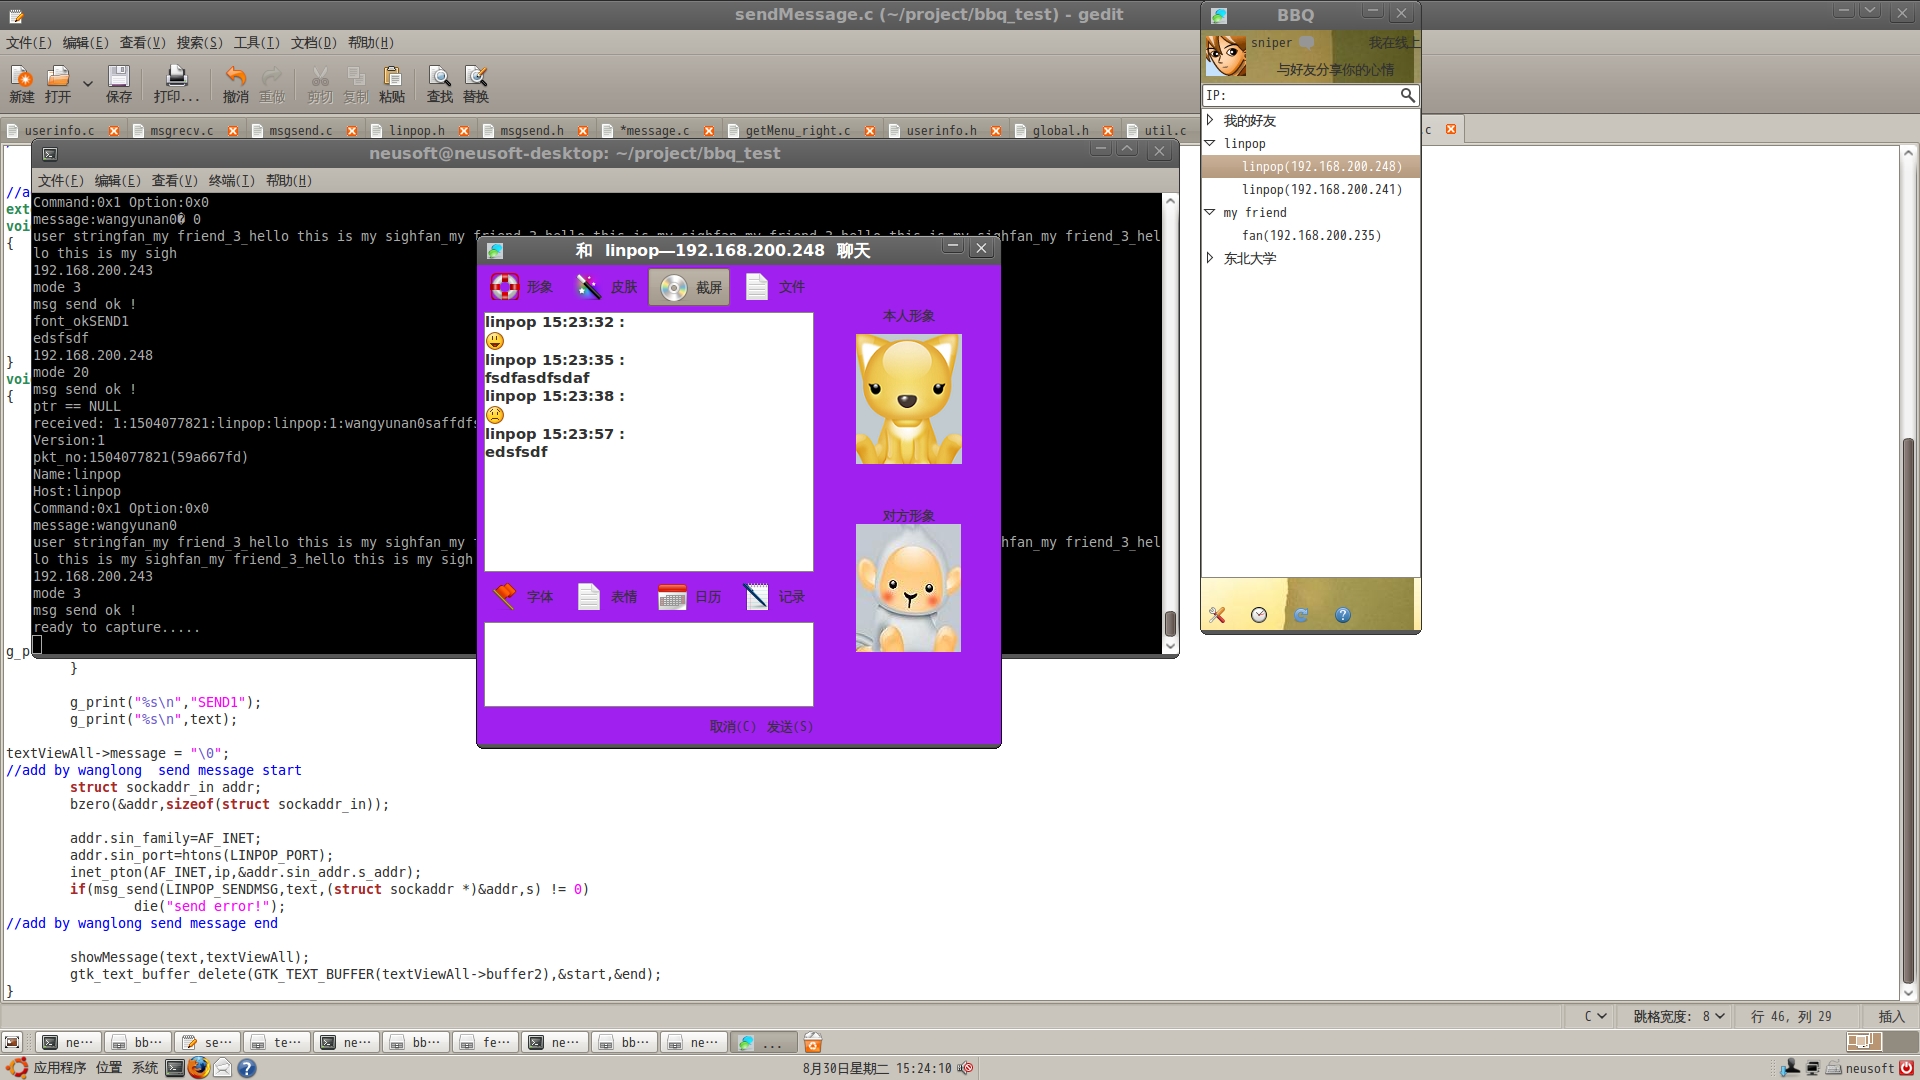 sendMessage.c (~/project/bbq_test) - gedit
文件(F) 编辑(E) 查看(V) 搜索(S) 工具(T) 文档(D) 帮助(H)
新建 打开 保存 打印... 撤消 重做 剪切 复制 粘贴 查找 替换
userinfo.c msgrecv.c msgsend.c linpop.h msgsend.h *message.c getMenu_right.c userinfo.h global.h util.c .c
neusoft@neusoft-desktop: ~/project/bbq_test
文件(F) 编辑(E) 查看(V) 终端(T) 帮助(H)
Command:0x1 Option:0x0
message:wangyunan0� 0
user stringfan_my friend_3_hello this is my sighfan_my
lo this is my sigh
192.168.200.243
mode 3
msg send ok !
font_okSEND1
edsfsdf
192.168.200.248
mode 20
msg send ok !
ptr == NULL
received: 1:1504077821:linpop:linpop:1:wangyunan0saffdfs
Version:1
pkt_no:1504077821(59a667fd)
Name:linpop
Host:linpop
Command:0x1 Option:0x0
message:wangyunan0
user stringfan_my friend_3_hello this is my sighfan_my
hfan_my friend_3_hel
lo this is my sighfan_my friend_3_hello this is my sigh
192.168.200.243
mode 3
msg send ok !
ready to capture.....
//a
ext
voi
{
}
voi
{
g_p
}
g_print("%s\n","SEND1");
g_print("%s\n",text);
textViewAll->message = "\0";
//add by wanglong  send message start
struct sockaddr_in addr;
bzero(&addr,sizeof(struct sockaddr_in));
addr.sin_family=AF_INET;
addr.sin_port=htons(LINPOP_PORT);
inet_pton(AF_INET,ip,&addr.sin_addr.s_addr);
if(msg_send(LINPOP_SENDMSG,text,(struct sockaddr *)&addr,s) != 0)
die("send error!");
//add by wanglong send message end
showMessage(text,textViewAll);
gtk_text_buffer_delete(GTK_TEXT_BUFFER(textViewAll->buffer2),&start,&end);
}
和 linpop—192.168.200.248 聊天
形象 皮肤 截屏 文件
linpop 15:23:32 :
linpop 15:23:35 :
fsdfasdfsdaf
linpop 15:23:38 :
linpop 15:23:57 :
edsfsdf
本人形象
对方形象
字体 表情 日历 记录
取消(C) 发送(S)
BBQ
sniper 我在线上
与好友分享你的心情
IP:
我的好友
linpop
linpop(192.168.200.248)
linpop(192.168.200.241)
my friend
fan(192.168.200.235)
东北大学
C 跳格宽度: 8 行 46, 列 29 插入
ne... bb... se... te... ne... bb... fe... ne... bb... ne... ...
应用程序 位置 系统 8月30日星期二 15:24:10 neusoft